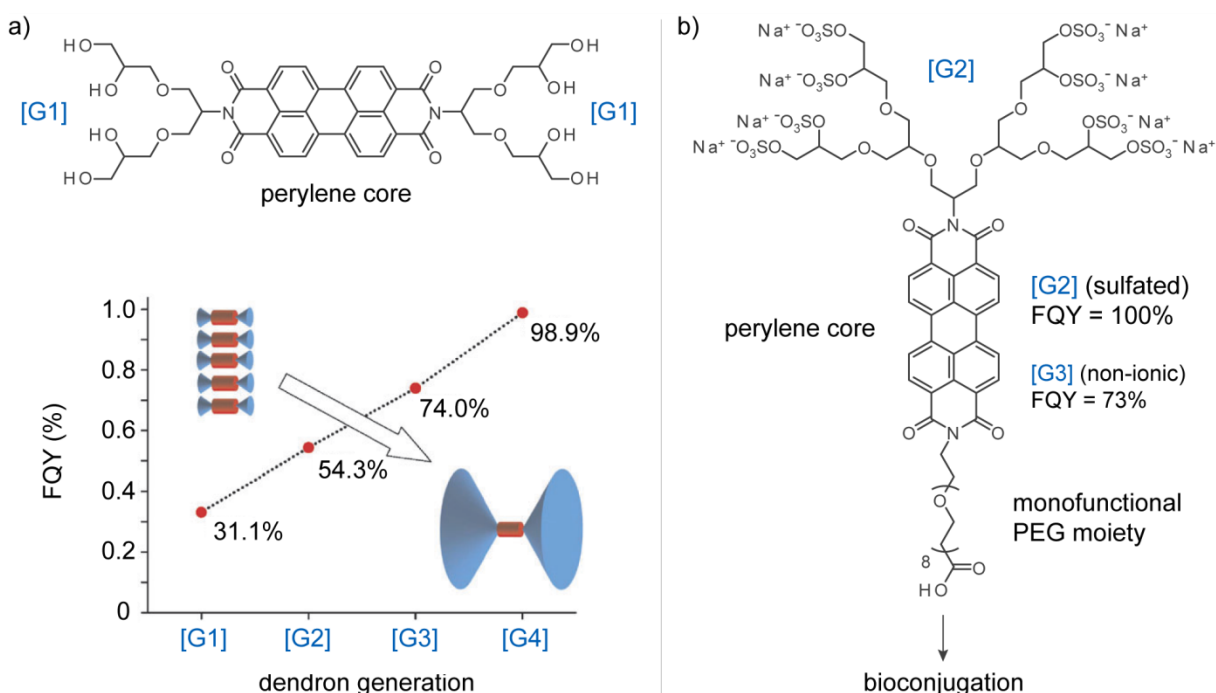 a)
HO
OH
OH
OH
HO
O
O
O
O
OH
[G1]
N
N
[G1]
OH
O
O
OH
HO
O
O
HO
OH
perylene core
FQY (%)
1.0
0.8
0.6
0.4
0.2
0
31.1%
54.3%
74.0%
98.9%
[G1]
[G2]
[G3]
[G4]
dendron generation
b)
Na⁺ ⁻O₃SO
OSO₃⁻ Na⁺
[G2]
Na⁺ ⁻O₃SO
OSO₃⁻ Na⁺
O
O
Na⁺ ⁻O₃SO
OSO₃⁻ Na⁺
Na⁺ ⁻O₃SO
O
O
O
O
OSO₃⁻ Na⁺
O
N
O
perylene core
[G2] (sulfated)
FQY = 100%
[G3] (non-ionic)
FQY = 73%
O
N
O
O
monofunctional
PEG moiety
8
O
HO
bioconjugation